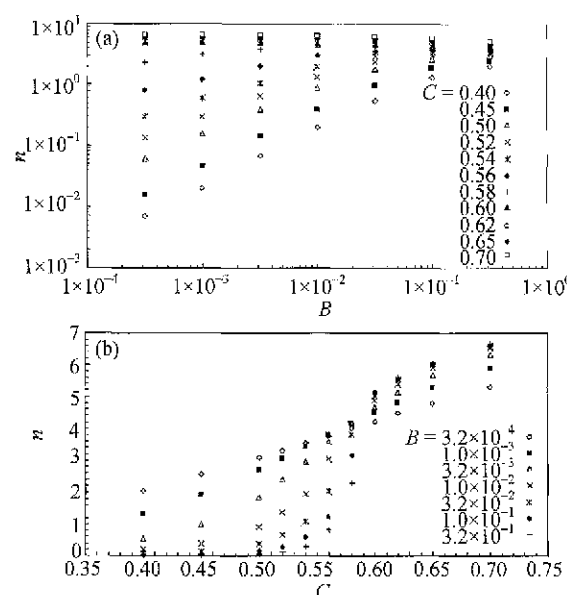 (a)
1×10¹
1×10⁰
1×10⁻¹
1×10⁻²
1×10⁻³
n
C = 0.40
0.45
0.50
0.52
0.54
0.56
0.58
0.60
0.62
0.65
0.70
1×10⁻⁴ 1×10⁻³ 1×10⁻² 1×10⁻¹ 1×10⁰
B
(b)
7
6
5
4
3
2
1
0
n
B = 3.2×10⁻⁴
1.0×10⁻³
3.2×10⁻³
1.0×10⁻²
3.2×10⁻²
1.0×10⁻¹
3.2×10⁻¹
0.35 0.40 0.45 0.50 0.55 0.60 0.65 0.70 0.75
C